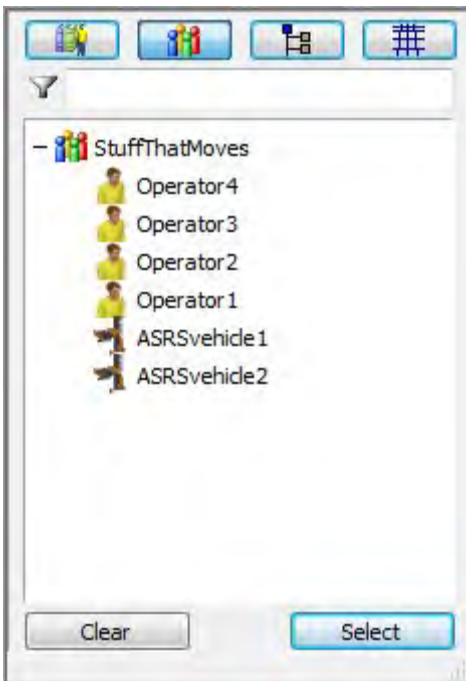 StuffThatMoves
Operator4
Operator3
Operator2
Operator1
ASRSvehicle1
ASRSvehicle2
Clear Select